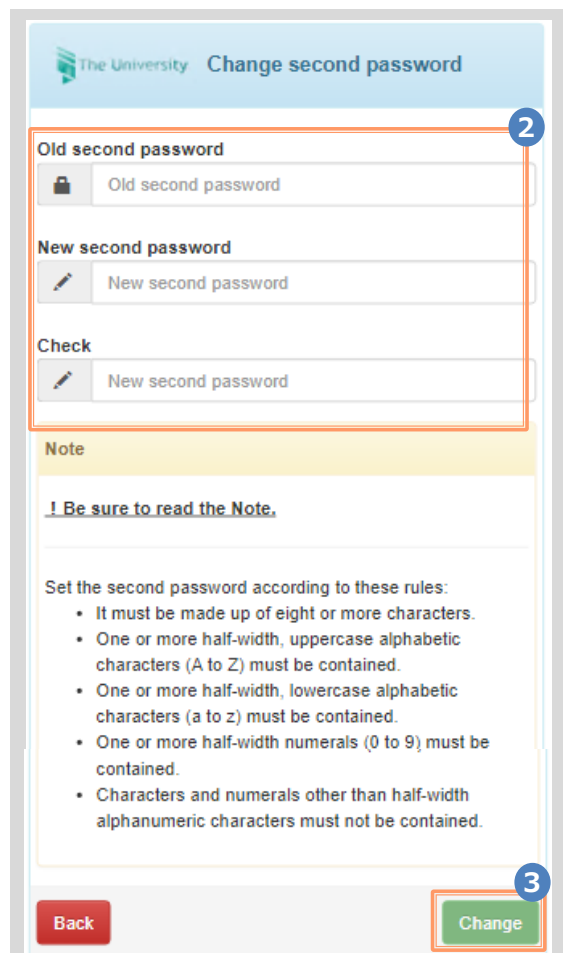 The University Change second password
2
Old second password
Old second password
New second password
New second password
Check
New second password
Note
! Be sure to read the Note.
Set the second password according to these rules:
• It must be made up of eight or more characters.
• One or more half-width, uppercase alphabetic
characters (A to Z) must be contained.
• One or more half-width, lowercase alphabetic
characters (a to z) must be contained.
• One or more half-width numerals (0 to 9) must be
contained.
• Characters and numerals other than half-width
alphanumeric characters must not be contained.
3
Back Change